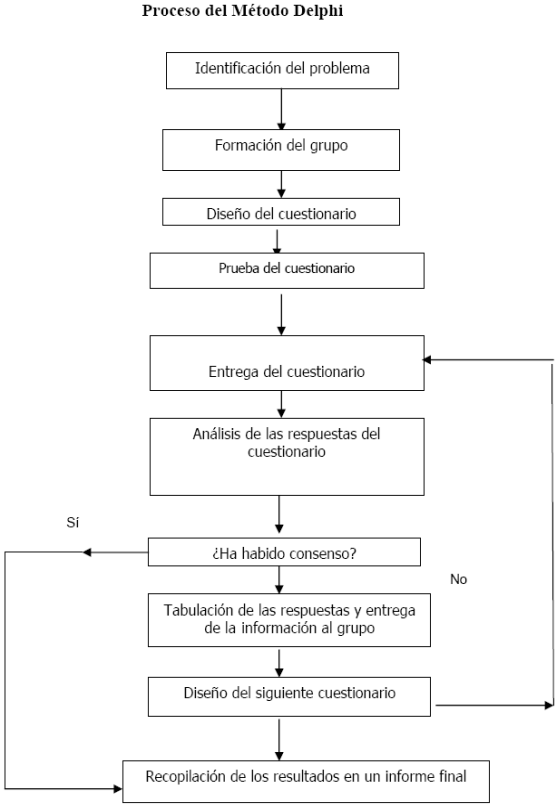 Proceso del Método Delphi
Identificación del problema
Formación del grupo
Diseño del cuestionario
Prueba del cuestionario
Entrega del cuestionario
Análisis de las respuestas del
cuestionario
Sí
¿Ha habido consenso?
No
Tabulación de las respuestas y entrega
de la información al grupo
Diseño del siguiente cuestionario
Recopilación de los resultados en un informe final